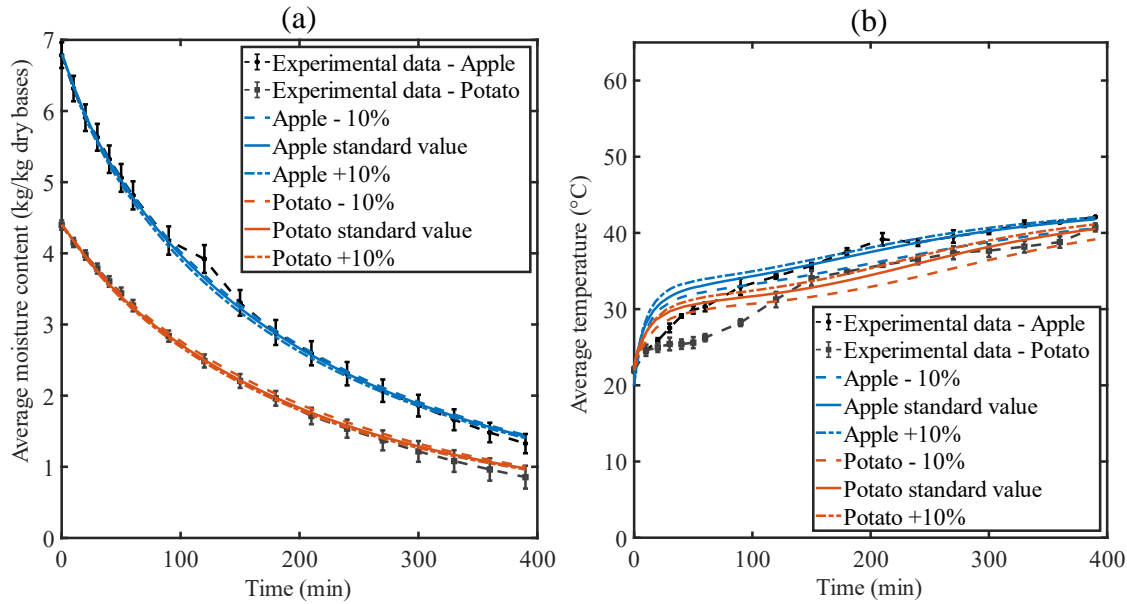 (a)
7
6
5
4
3
2
1
0
0
100
200
300
400
Average moisture content (kg/kg dry bases)
Time (min)
Experimental data - Apple
Experimental data - Potato
Apple - 10%
Apple standard value
Apple +10%
Potato - 10%
Potato standard value
Potato +10%
(b)
60
50
40
30
20
10
0
0
100
200
300
400
Average temperature (°C)
Time (min)
Experimental data - Apple
Experimental data - Potato
Apple - 10%
Apple standard value
Apple +10%
Potato - 10%
Potato standard value
Potato +10%